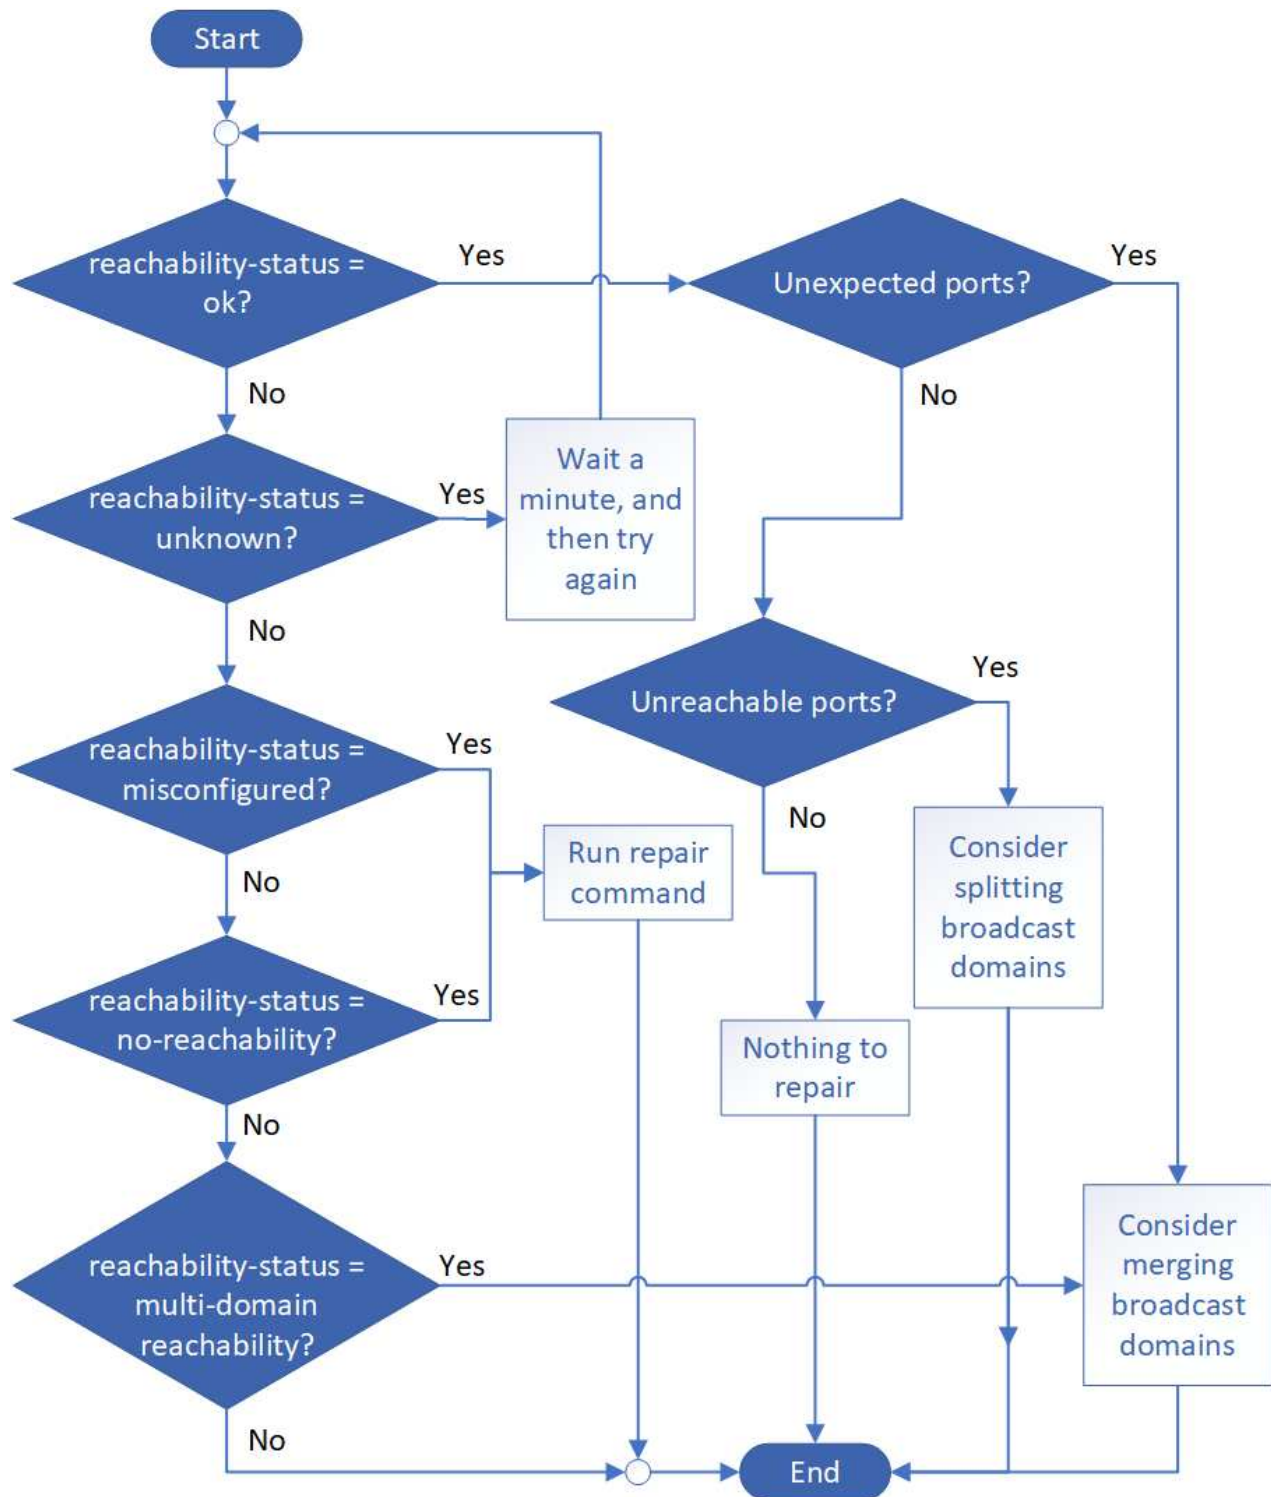 Start
reachability-status =
ok?
Yes
Unexpected ports?
Yes
No
No
reachability-status =
unknown?
Yes
Wait a
minute, and
then try
again
No
Unreachable ports?
Yes
reachability-status =
misconfigured?
Yes
No
Run repair
command
No
Consider
splitting
broadcast
domains
reachability-status =
no-reachability?
Yes
Nothing to
repair
No
reachability-status =
multi-domain
reachability?
Yes
Consider
merging
broadcast
domains
No
End